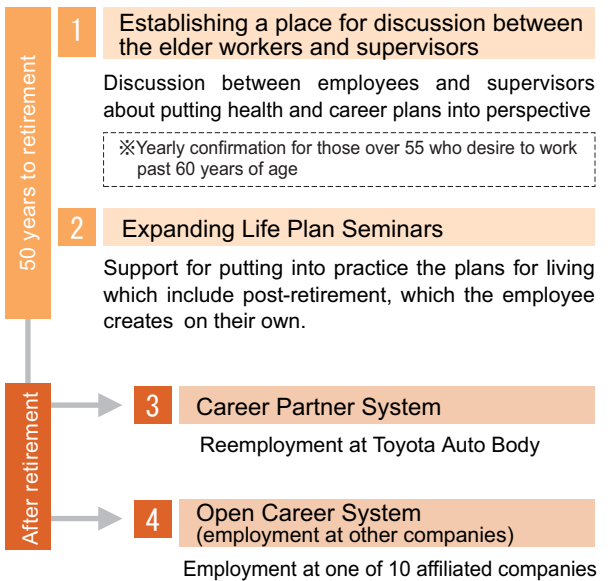 50 years to retirement
1
Establishing a place for discussion between
the elder workers and supervisors
Discussion between employees and supervisors
about putting health and career plans into perspective
※Yearly confirmation for those over 55 who desire to work
past 60 years of age
2
Expanding Life Plan Seminars
Support for putting into practice the plans for living
which include post-retirement, which the employee
creates on their own.
After retirement
3
Career Partner System
Reemployment at Toyota Auto Body
4
Open Career System
(employment at other companies)
Employment at one of 10 affiliated companies